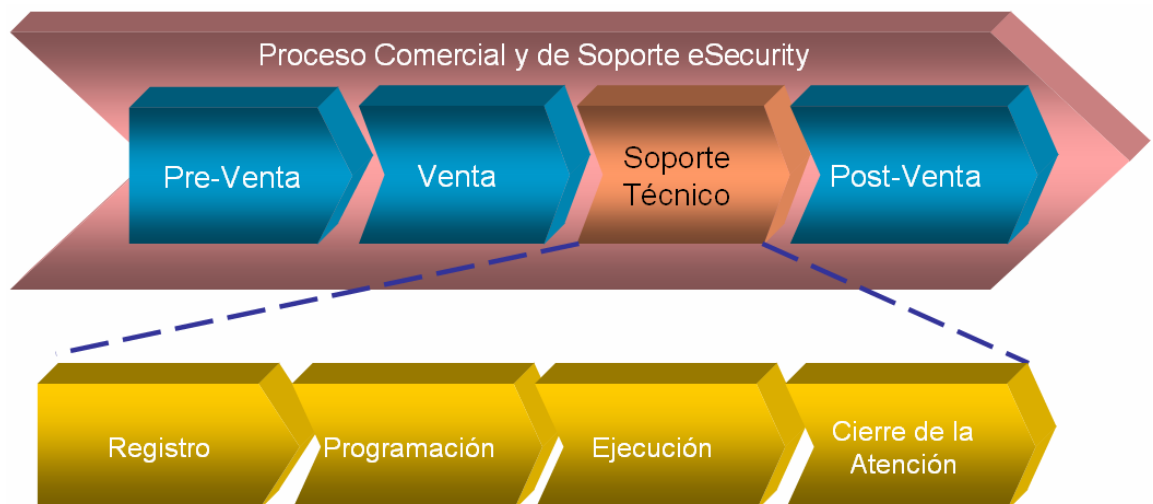 Proceso Comercial y de Soporte eSecurity
Pre-Venta
Venta
Soporte
Técnico
Post-Venta
Registro
Programación
Ejecución
Cierre de la
Atención